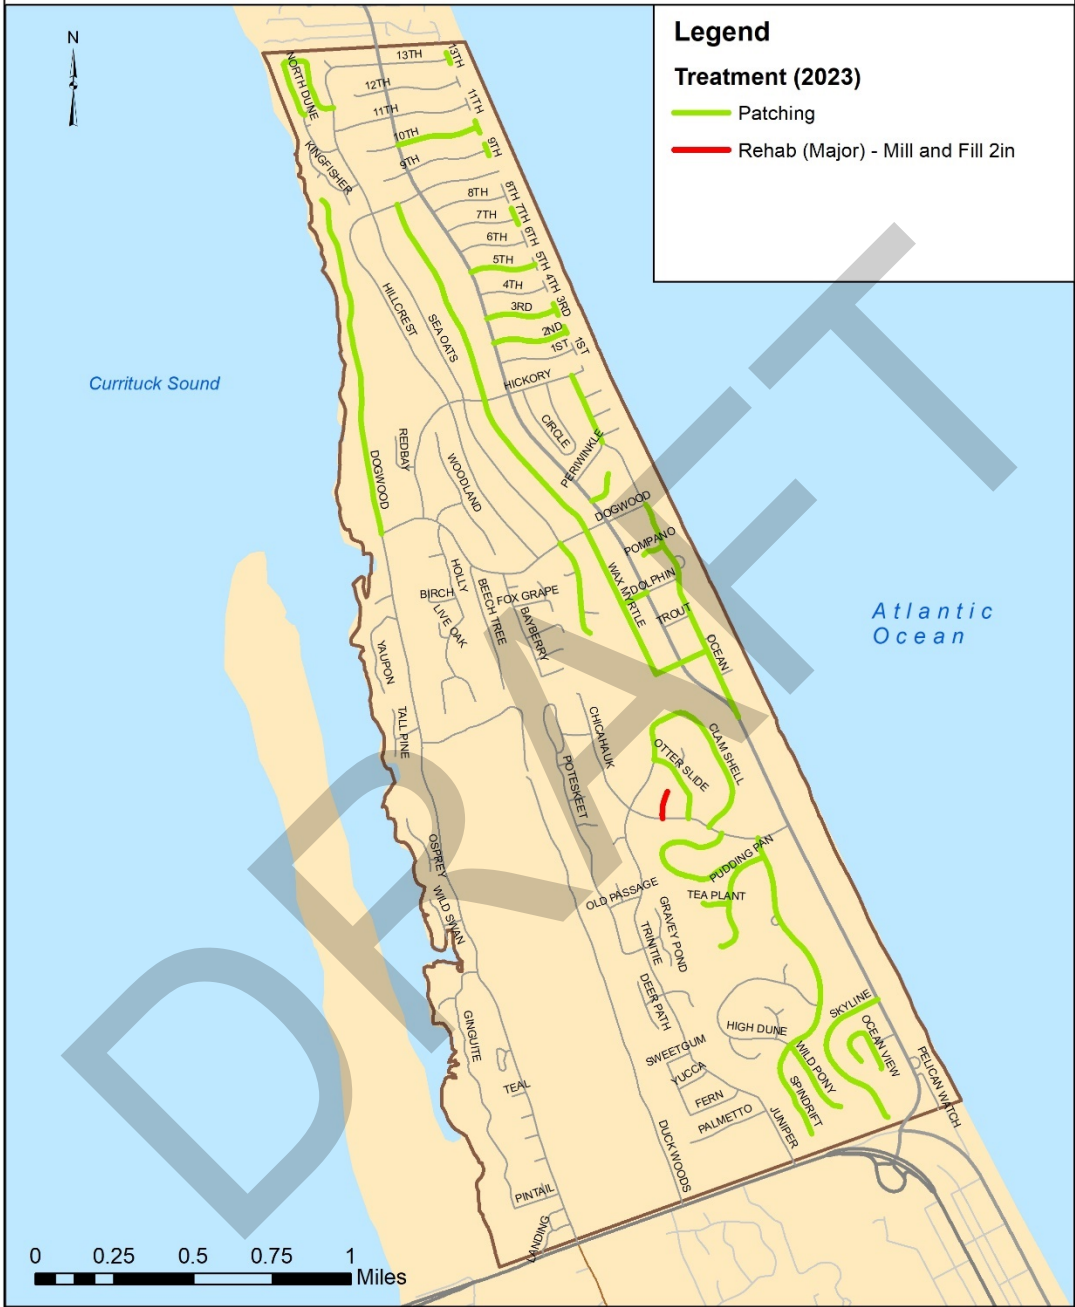 Legend
Treatment (2023)
Patching
Rehab (Major) - Mill and Fill 2in
N
13TH
13TH
NORTH DUNE
12TH
11TH
11TH
10TH
9TH
9TH
KINGFISHER
8TH
8TH
7TH
7TH
6TH
6TH
5TH
5TH
4TH
4TH
3RD
3RD
2ND
1ST
1ST
HILLCREST
SEA OATS
HICKORY
Currituck Sound
CIRCLE
PERIWINKLE
REDBAY
WOODLAND
DOGWOOD
DOGWOOD
POMPANO
DOLPHIN
WAX MYRTLE
TROUT
OCEAN
HOLLY
BIRCH
LIVE OAK
BEECH TREE
FOX GRAPE
BAYBERRY
Atlantic
Ocean
YAUPON
TALL PINE
CHICAHAUK
POTESKEET
OTTER SLIDE
CLAM SHELL
OSPREY
WILD SWAN
PUDDING PAN
OLD PASSAGE
TEA PLANT
GRAVEY POND
TRINITIE
DEER PATH
HIGH DUNE
SKYLINE
OCEAN VIEW
GINGUITE
SWEETGUM
YUCCA
WILD PONY
SPINDRIFT
PELICAN WATCH
TEAL
FERN
PALMETTO
JUNIPER
DUCK WOODS
PINTAIL
LANDING
DRAFT
0 0.25 0.5 0.75 1
Miles